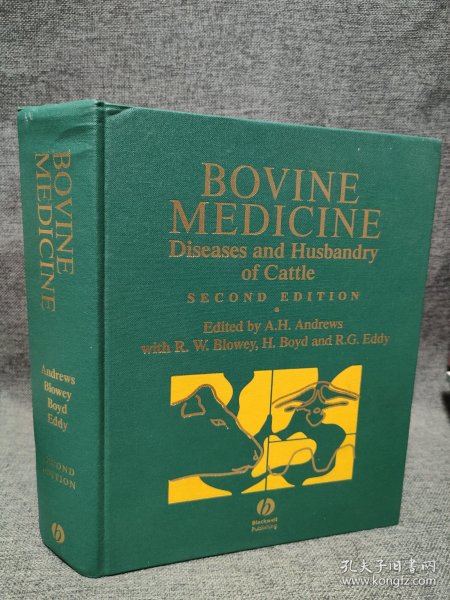 BOVINE
MEDICINE
Andrews
Blowey
Boyd
Eddy
SECOND
EDITION
BOVINE
MEDICINE
Diseases and Husbandry
of Cattle
SECOND EDITION
•
Edited by A.H. Andrews
with R. W. Blowey, H. Boyd and R.G. Eddy
b
Blackwell
Publishing
孔夫子旧书网
www.kongfz.com